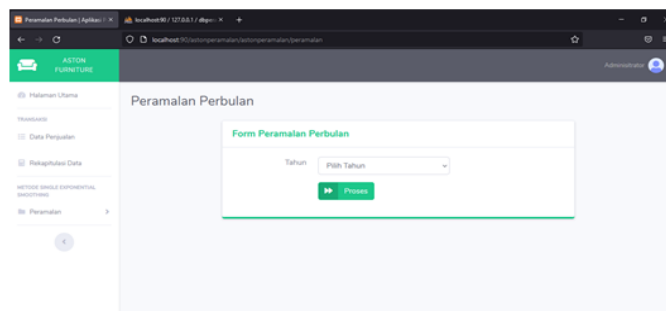 Peramalan Perbulan | Aplikasi
localhost:90 / 127.0.0.1 /
localhost:90/astonperamalan/astonperamalan/peramalan
ASTON
FURNITURE
Administrator
Halaman Utama
TRANSAKSI
Data Penjualan
Rekapitulasi Data
METODE SINGLE EXPONENTIAL
SMOOTHING
Peramalan
Peramalan Perbulan
Form Peramalan Perbulan
Tahun
Pilih Tahun
Proses